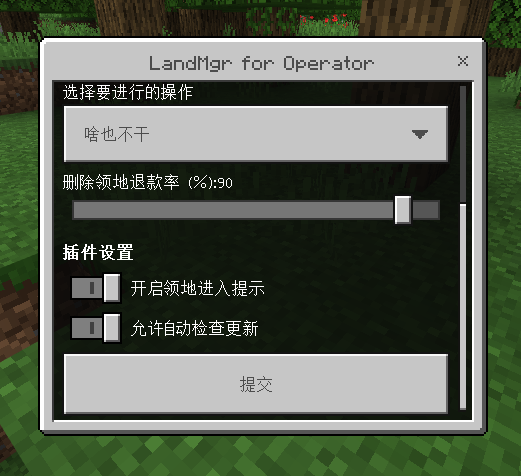 LandMgr for Operator
选择要进行的操作
啥也不干
删除领地退款率 (%):90
插件设置
开启领地进入提示
允许自动检查更新
提交